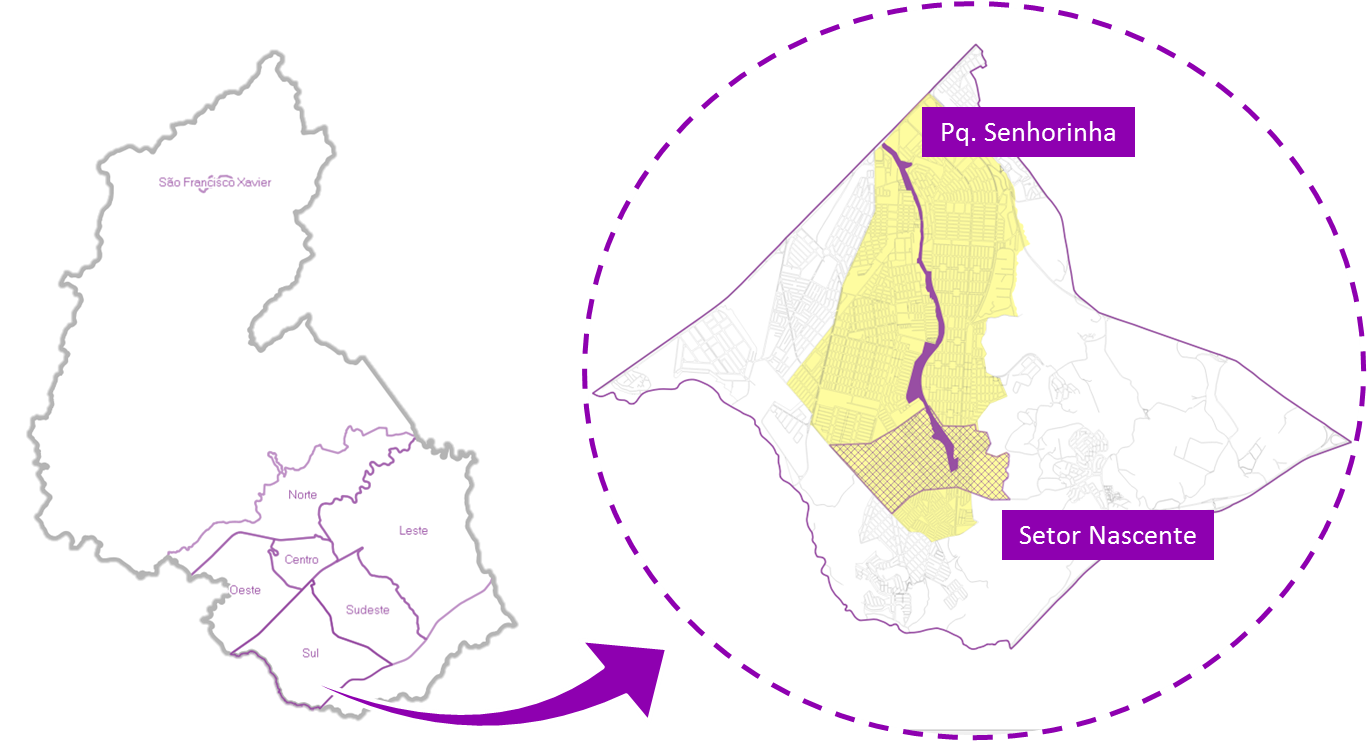 São Francisco Xavier
Norte
Leste
Centro
Oeste
Sudeste
Sul
Pq. Senhorinha
Setor Nascente